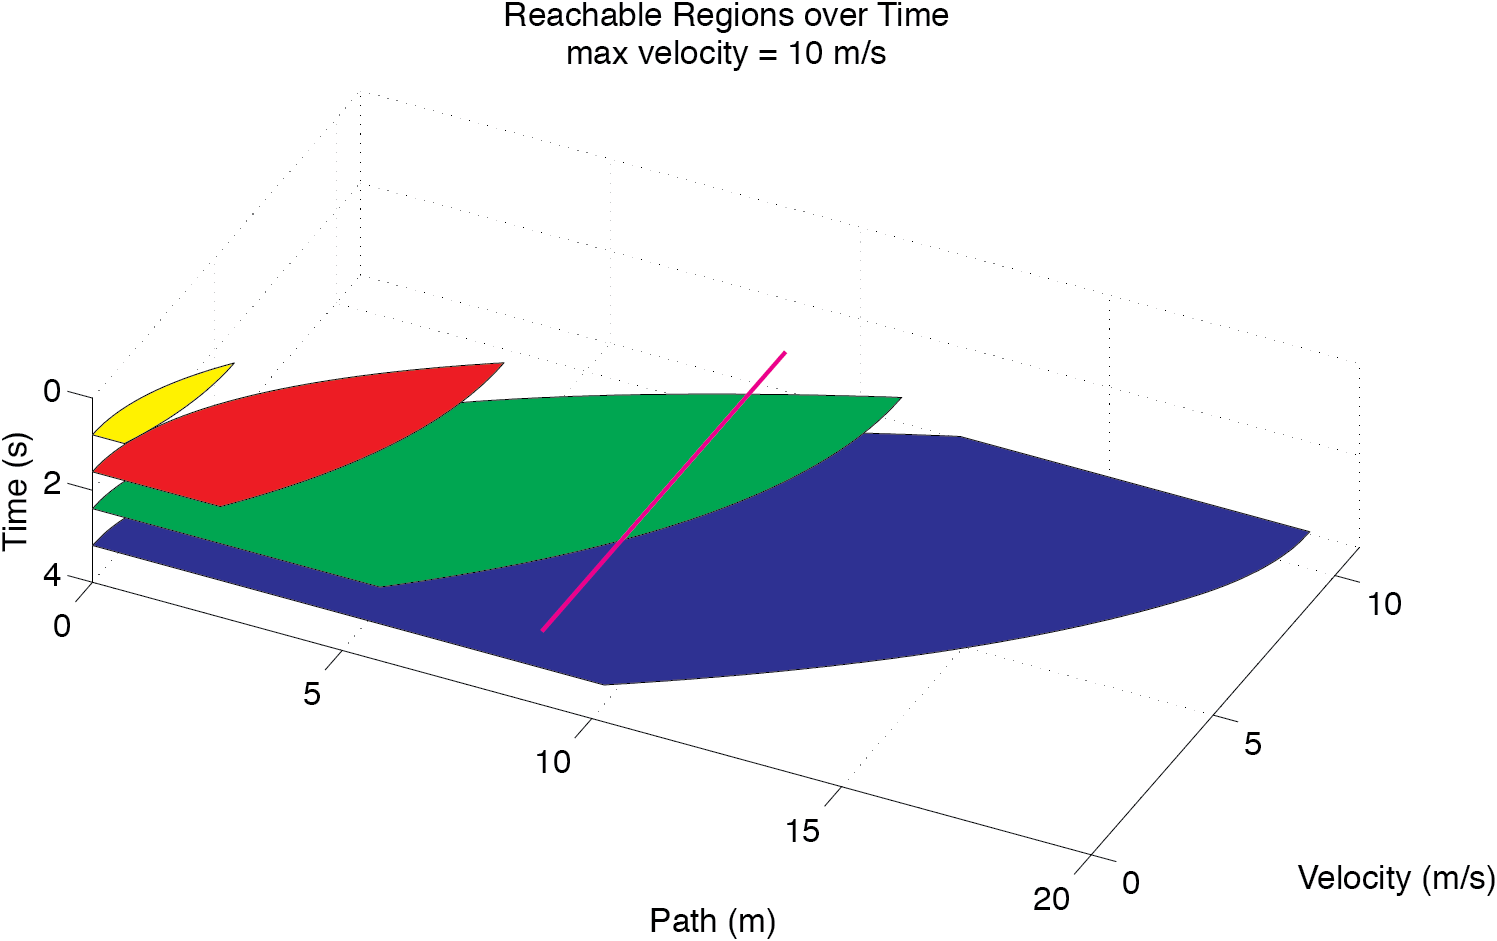 Reachable Regions over Time
max velocity = 10 m/s
0
2
4
Time (s)
0
5
10
15
20
Path (m)
0
5
10
Velocity (m/s)